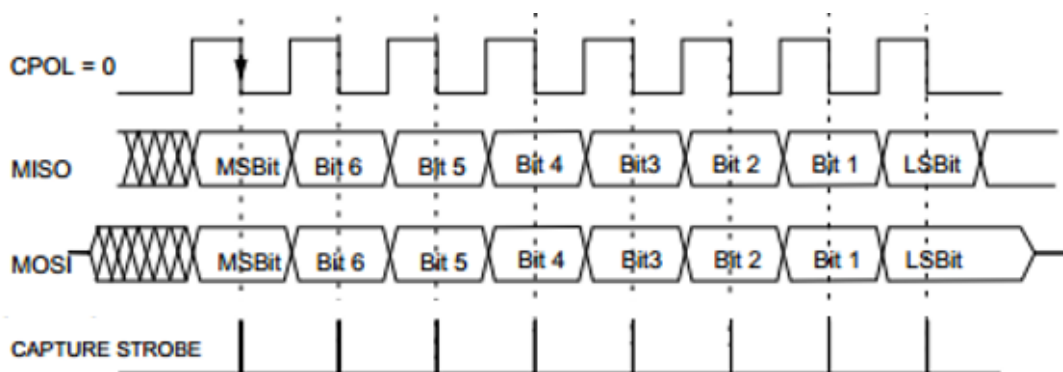 CPOL = 0
MISO MSBit Bit 6 Bit 5 Bit 4 Bit3 Bit 2 Bit 1 LSBit
MOSI MSBit Bit 6 Bit 5 Bit 4 Bit3 Bit 2 Bit 1 LSBit
CAPTURE STROBE